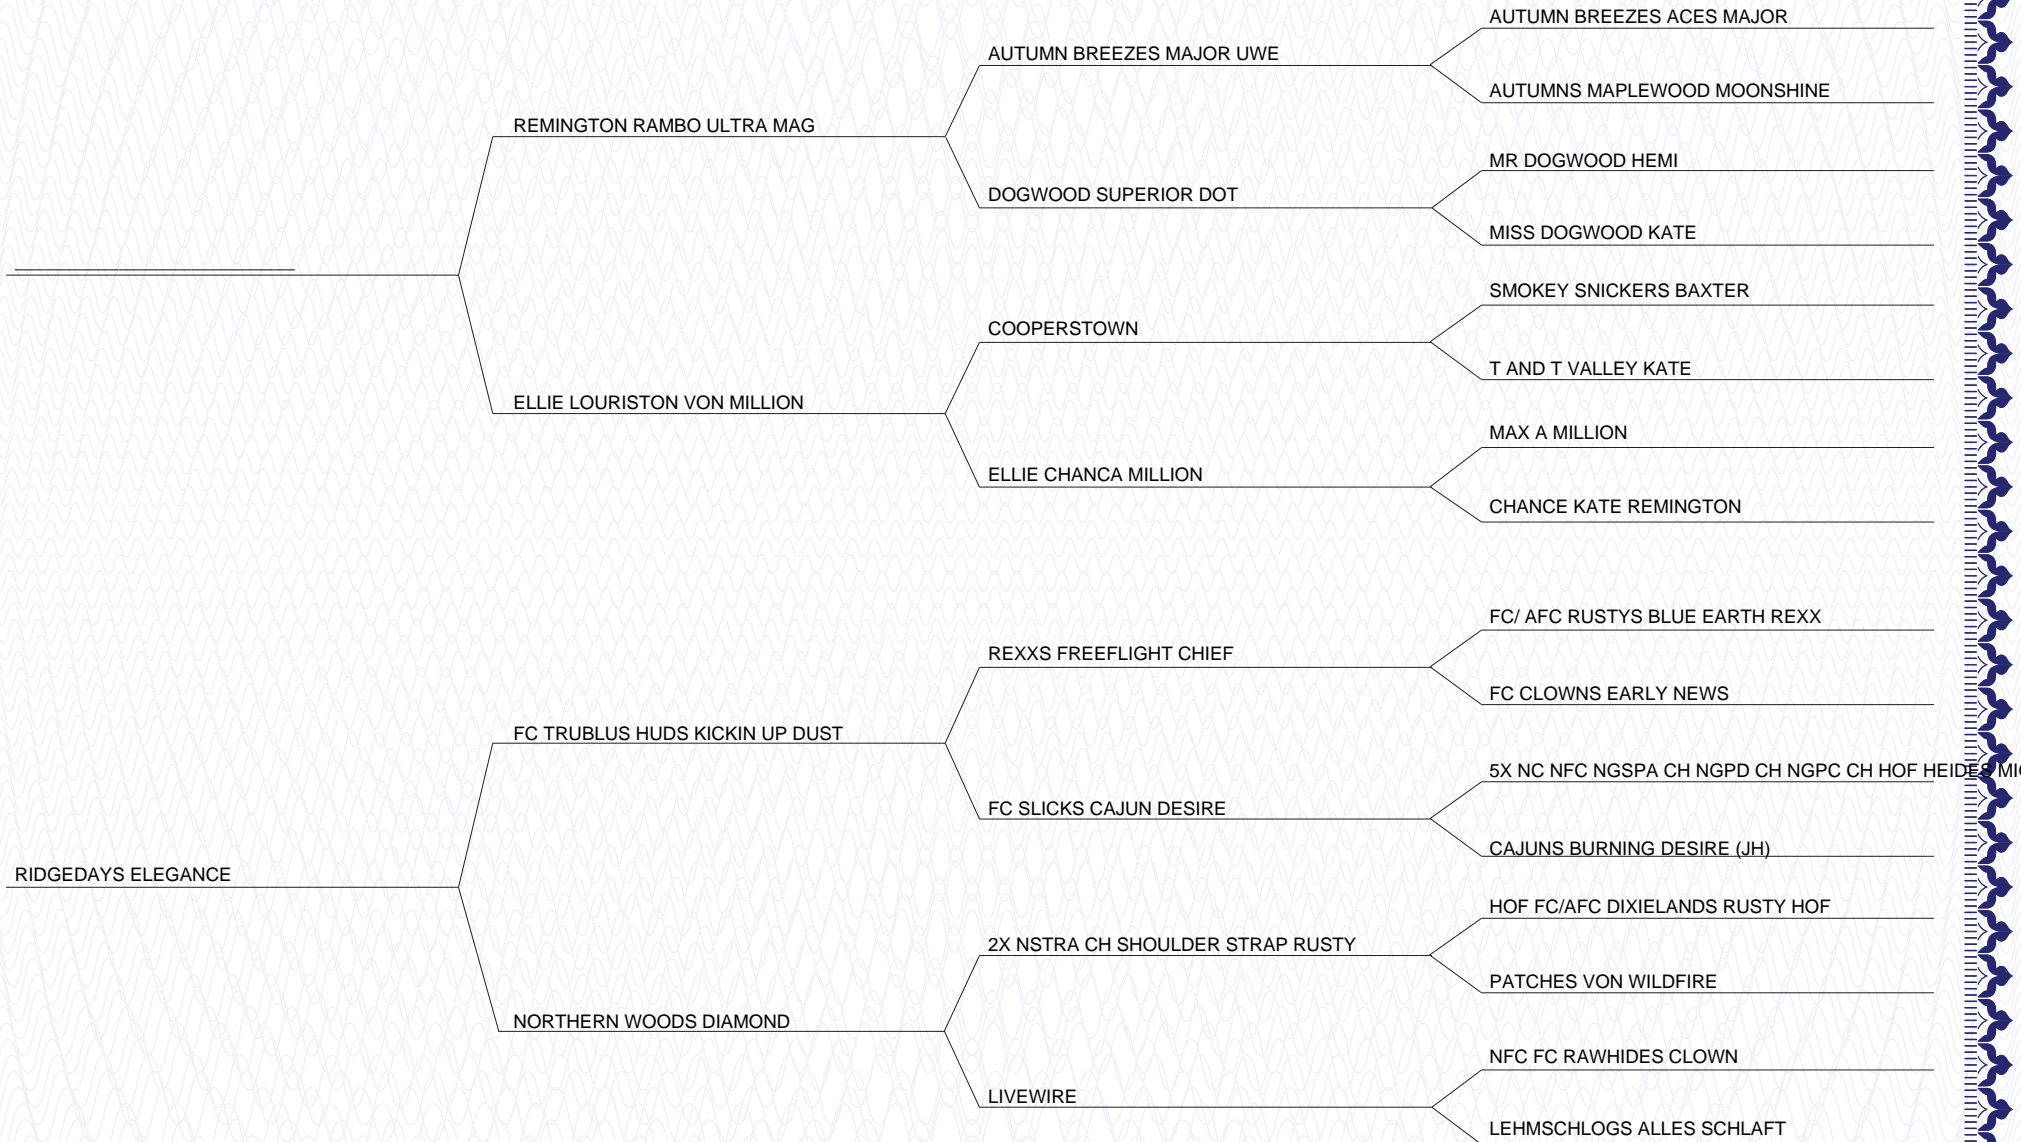 AUTUMN BREEZES ACES MAJOR
AUTUMN BREEZES MAJOR UWE
AUTUMNS MAPLEWOOD MOONSHINE
REMINGTON RAMBO ULTRA MAG
MR DOGWOOD HEMI
DOGWOOD SUPERIOR DOT
MISS DOGWOOD KATE
SMOKEY SNICKERS BAXTER
COOPERSTOWN
T AND T VALLEY KATE
ELLIE LOURISTON VON MILLION
MAX A MILLION
ELLIE CHANCA MILLION
CHANCE KATE REMINGTON
FC/ AFC RUSTYS BLUE EARTH REXX
REXXS FREEFLIGHT CHIEF
FC CLOWNS EARLY NEWS
FC TRUBLUS HUDS KICKIN UP DUST
5X NC NFC NGSPA CH NGPD CH NGPC CH HOF HEIDES
FC SLICKS CAJUN DESIRE
CAJUNS BURNING DESIRE (JH)
RIDGEDAYS ELEGANCE
HOF FC/AFC DIXIELANDS RUSTY HOF
2X NSTRA CH SHOULDER STRAP RUSTY
PATCHES VON WILDFIRE
NORTHERN WOODS DIAMOND
NFC FC RAWHIDES CLOWN
LIVEWIRE
LEHMSCHLOGS ALLES SCHLAFT